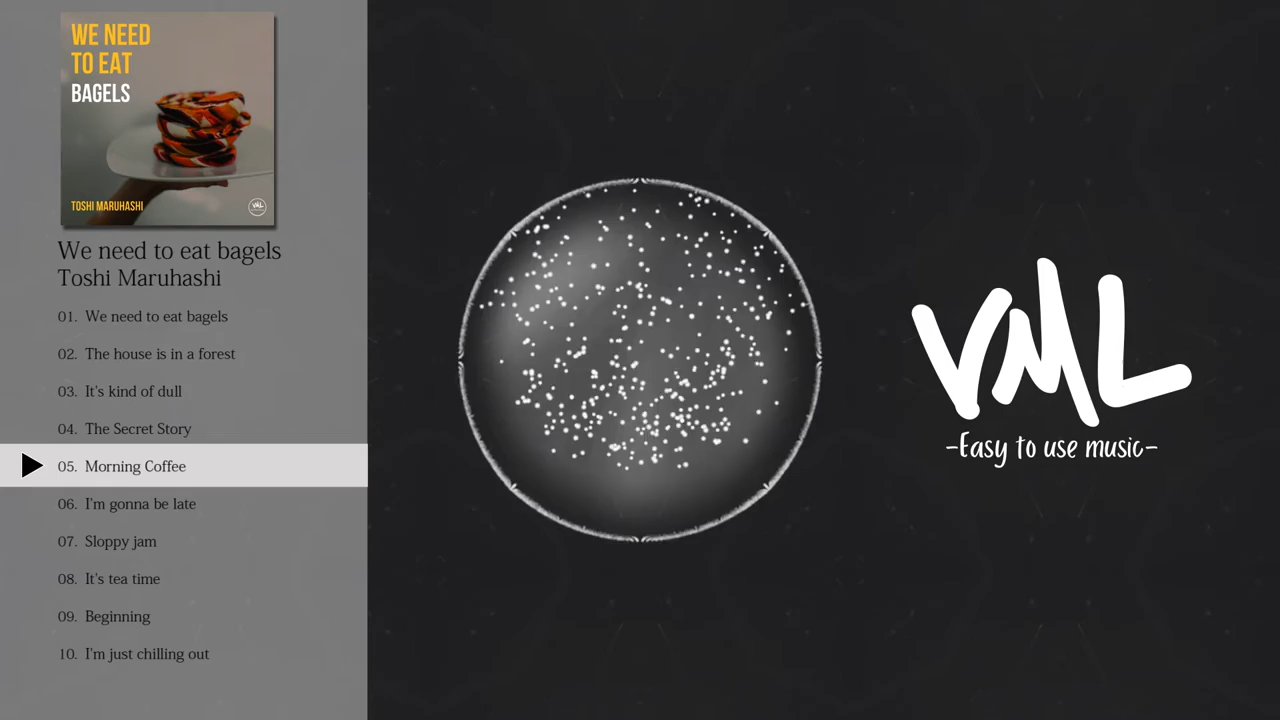 WE NEED
TO EAT
BAGELS
TOSHI MARUHASHI
VML
We need to eat bagels
Toshi Maruhashi
01. We need to eat bagels
02. The house is in a forest
03. It's kind of dull
04. The Secret Story
05. Morning Coffee
06. I'm gonna be late
07. Sloppy jam
08. It's tea time
09. Beginning
10. I'm just chilling out
VML
-Easy to use music-